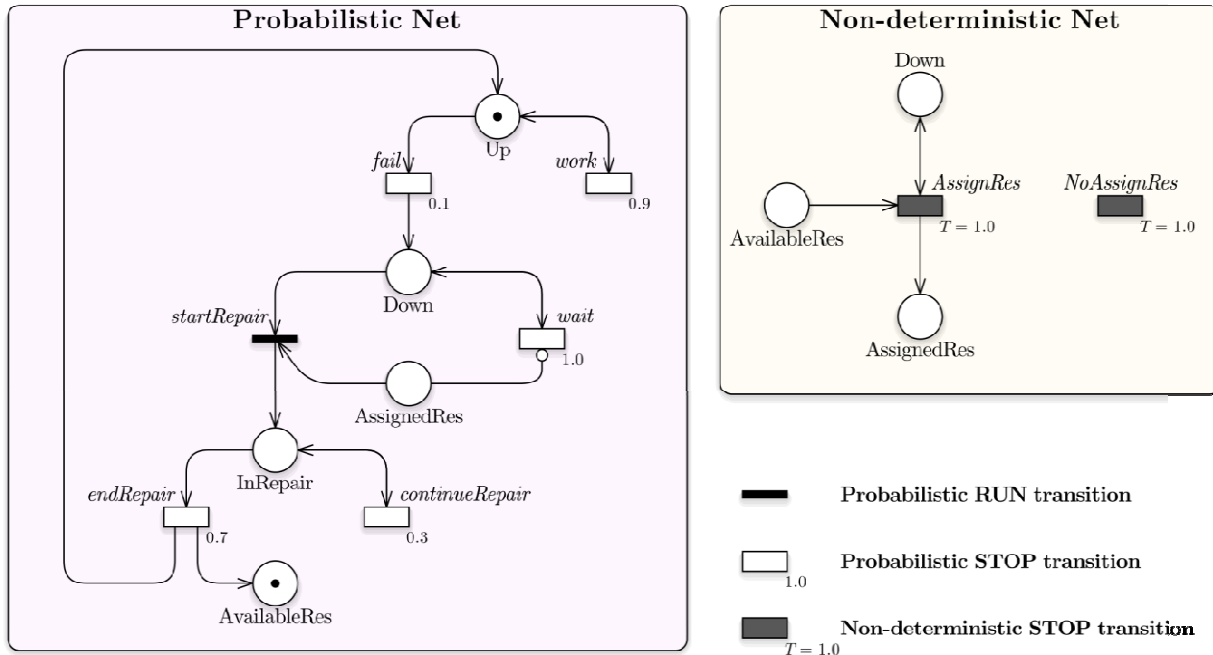 Probabilistic Net
Up
fail
0.1
work
0.9
Down
startRepair
wait
1.0
AssignedRes
InRepair
endRepair
0.7
continueRepair
0.3
AvailableRes
Non-deterministic Net
Down
AssignRes
T = 1.0
NoAssignRes
T = 1.0
AvailableRes
AssignedRes
Probabilistic RUN transition
Probabilistic STOP transition
1.0
Non-deterministic STOP transition
T = 1.0